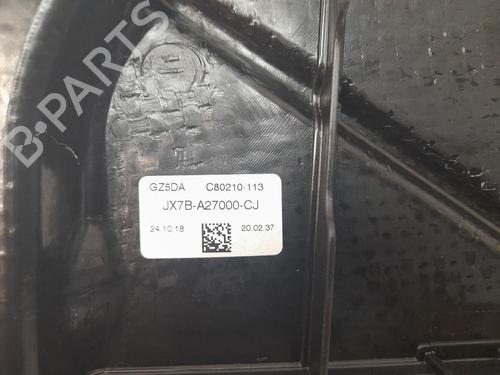 B-PARTS
GZ5DA C80210-113
JX7B-A27000-CJ
24.10.18 20.02.37